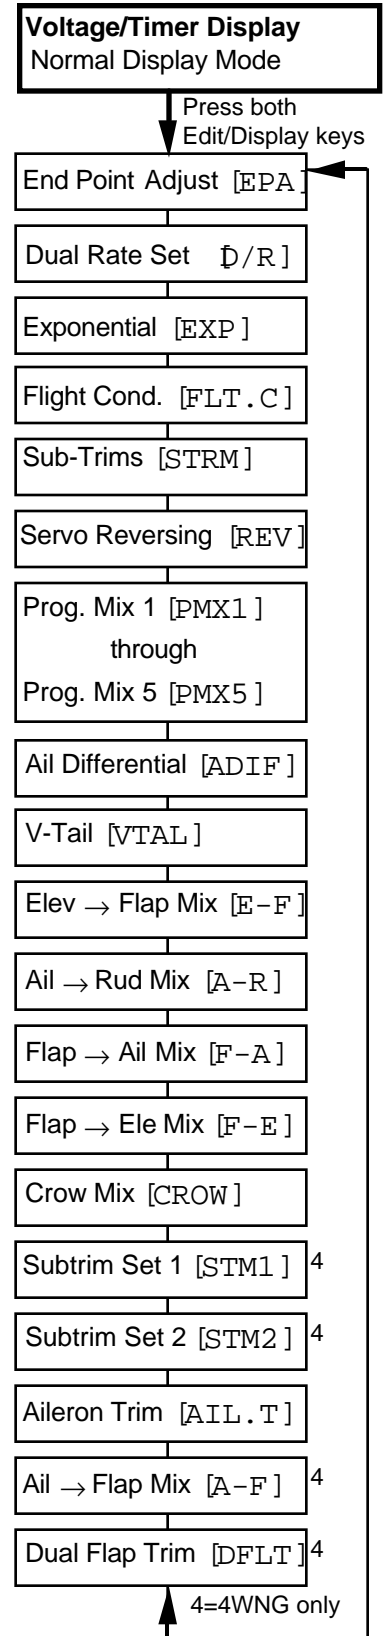 Voltage/Timer Display
Normal Display Mode
Press both
Edit/Display keys
End Point Adjust [EPA]
Dual Rate Set [D/R]
Exponential [EXP]
Flight Cond. [FLT.C]
Sub-Trims [STRM]
Servo Reversing [REV]
Prog. Mix 1 [PMX1]
through
Prog. Mix 5 [PMX5]
Ail Differential [ADIF]
V-Tail [VTAL]
Elev → Flap Mix [E-F]
Ail → Rud Mix [A-R]
Flap → Ail Mix [F-A]
Flap → Ele Mix [F-E]
Crow Mix [CROW]
Subtrim Set 1 [STM1] 4
Subtrim Set 2 [STM2] 4
Aileron Trim [AIL.T]
Ail → Flap Mix [A-F] 4
Dual Flap Trim [DFLT] 4
4=4WNG only